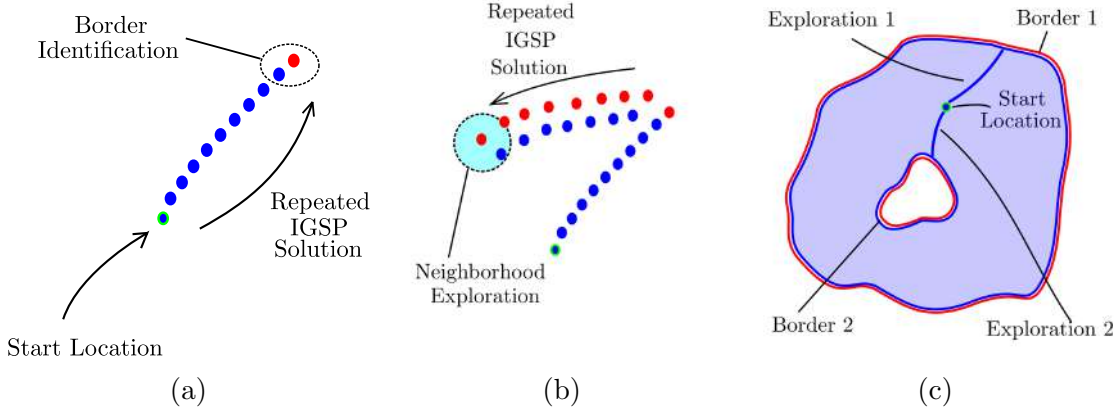 Border
Identification
Repeated
IGSP
Solution
Start Location
(a)
Repeated
IGSP
Solution
Neighborhood
Exploration
(b)
Exploration 1
Border 1
Start
Location
Border 2
Exploration 2
(c)